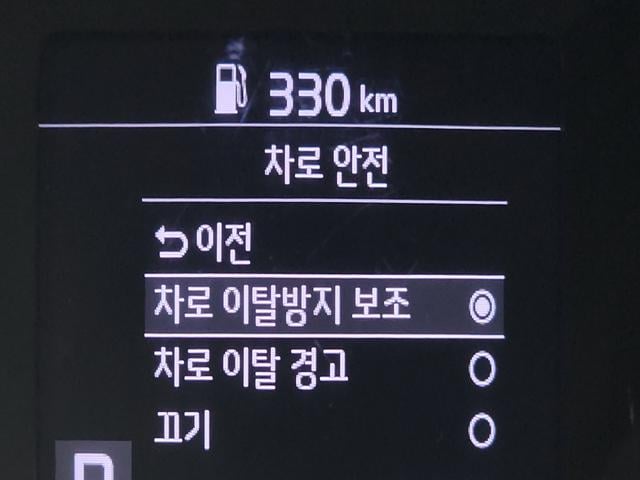 330 km
차로 안전
이전
차로 이탈방지 보조
차로 이탈 경고
끄기